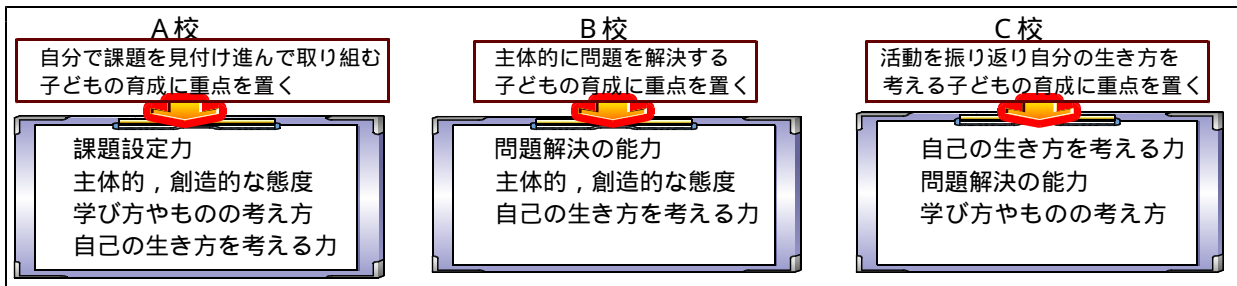 A校
自分で課題を見付け進んで取り組む
子どもの育成に重点を置く
課題設定力
主体的，創造的な態度
学び方やものの考え方
自己の生き方を考える力
B校
主体的に問題を解決する
子どもの育成に重点を置く
問題解決の能力
主体的，創造的な態度
自己の生き方を考える力
C校
活動を振り返り自分の生き方を
考える子どもの育成に重点を置く
自己の生き方を考える力
問題解決の能力
学び方やものの考え方